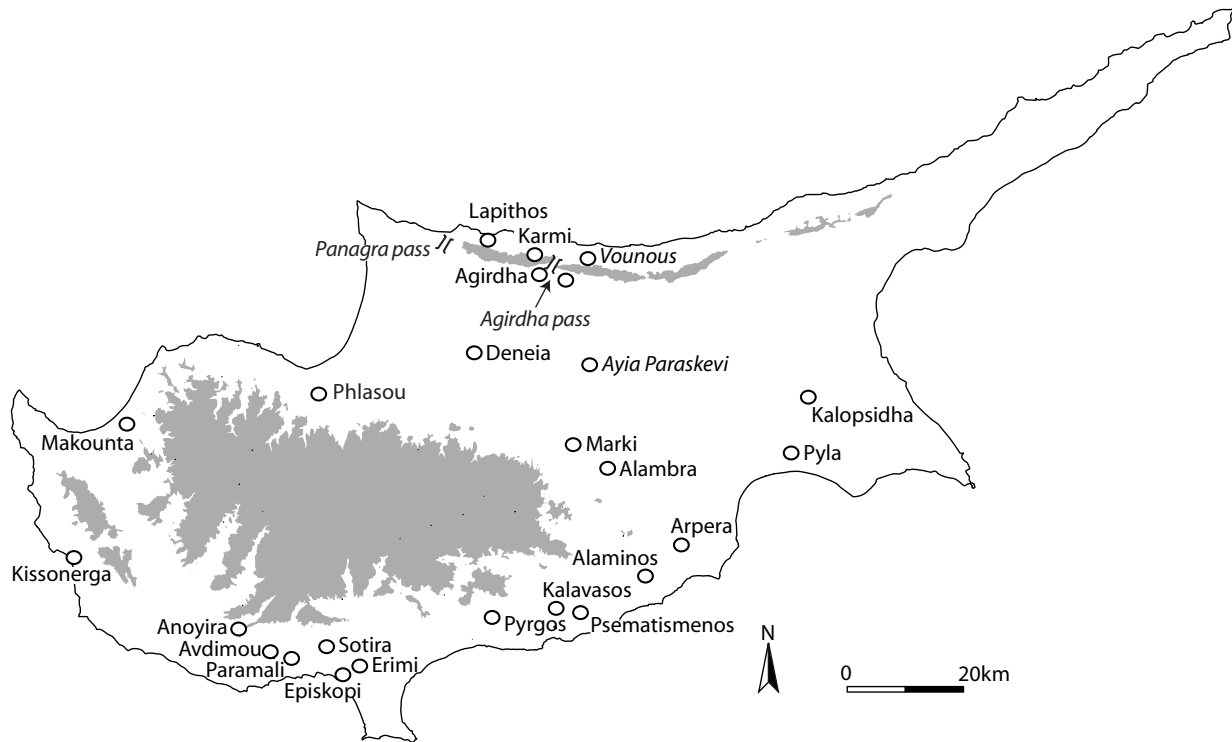 Lapithos
Karmi
Panagra pass
Vounous
Agirdha
Agirdha pass
Deneia
Ayia Paraskevi
Phlasou
Kalopsidha
Makounta
Marki
Pyla
Alambra
Arpera
Alaminos
Kissonerga
Kalavasos
Anoyira
Pyrgos
Psematismenos
Avdimou
Sotira
Paramali
Erimi
Episkopi
N
0 20km